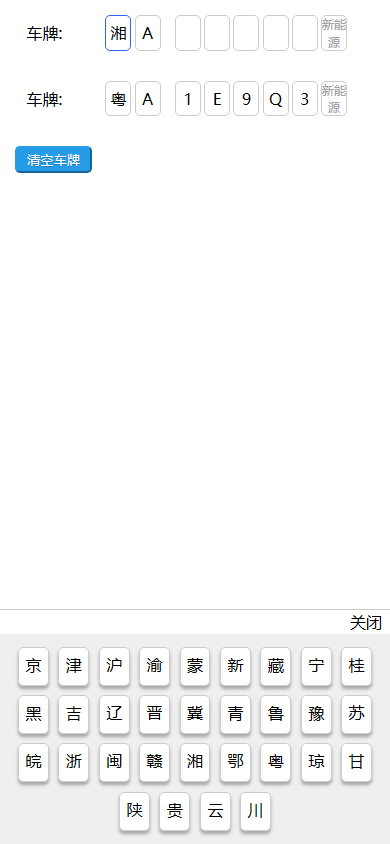 车牌: 湘 A 新能源
车牌: 粤 A 1 E 9 Q 3 新能源
清空车牌
关闭
京 津 沪 渝 蒙 新 藏 宁 桂
黑 吉 辽 晋 冀 青 鲁 豫 苏
皖 浙 闽 赣 湘 鄂 粤 琼 甘
陕 贵 云 川